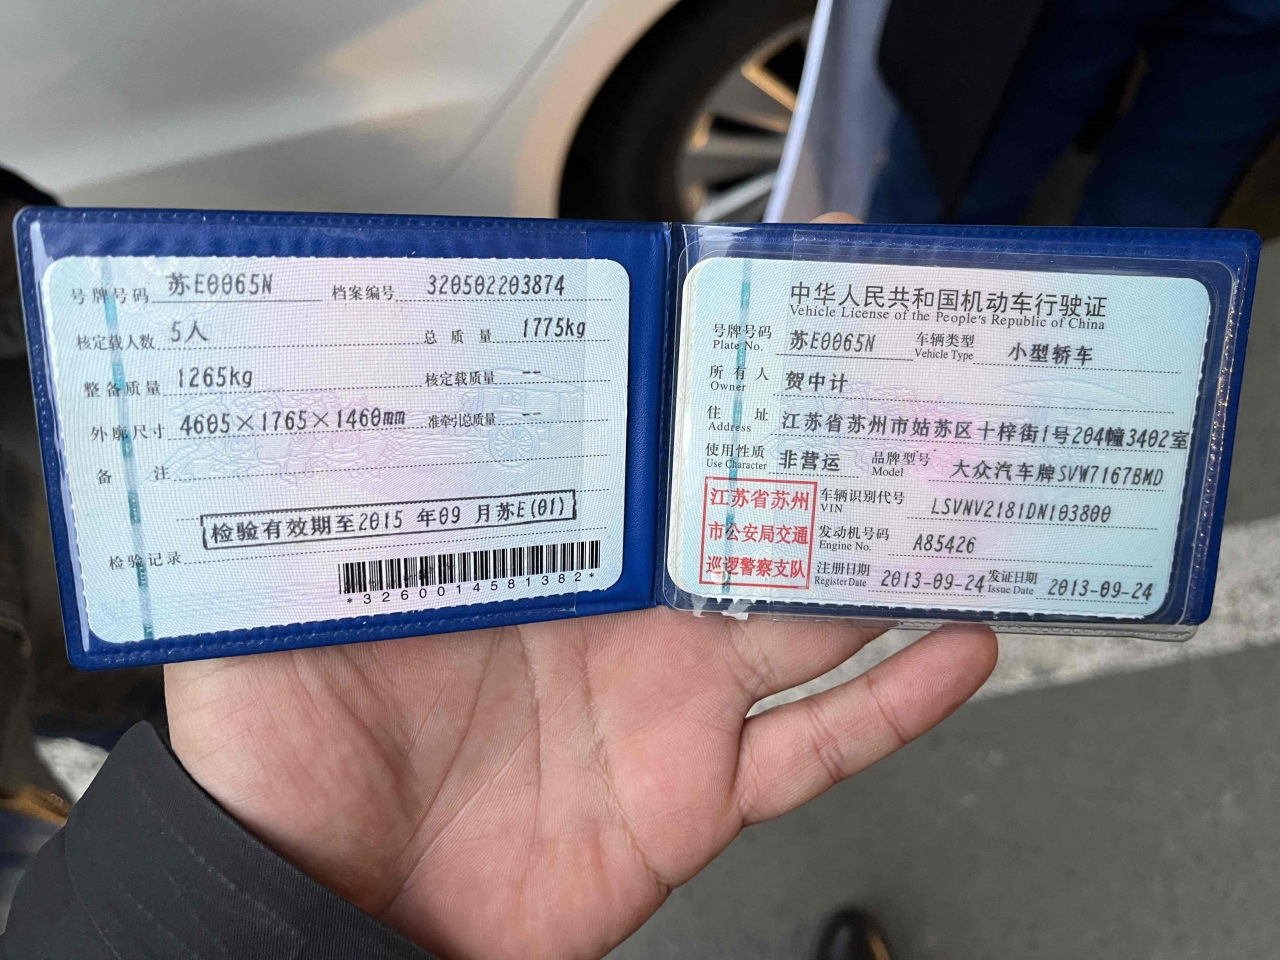 号牌号码 苏E0065N 档案编号 320502203874
核定载人数 5人 总质量 1775kg
整备质量 1265kg 核定载质量 --
外廓尺寸 4605×1765×1460mm 准牵引总质量 --
备注
检验有效期至2015 年09 月苏E(01)
检验记录
*3260014581382*
中华人民共和国机动车行驶证
Vehicle License of the People's Republic of China
号牌号码 苏E0065N 车辆类型 小型轿车
Plate No. Vehicle Type
所有人 贺中计
Owner
住址 江苏省苏州市姑苏区十梓街1号204幢3402室
Address
使用性质 非营运 品牌型号 大众汽车牌SVW7167BMD
Use Character Model
江苏省苏州
市公安局交通
巡逻警察支队
车辆识别代号 LSVNV2181DN103800
VIN
发动机号码 A85426
Engine No.
注册日期 2013-09-24 发证日期 2013-09-24
Register Date Issue Date